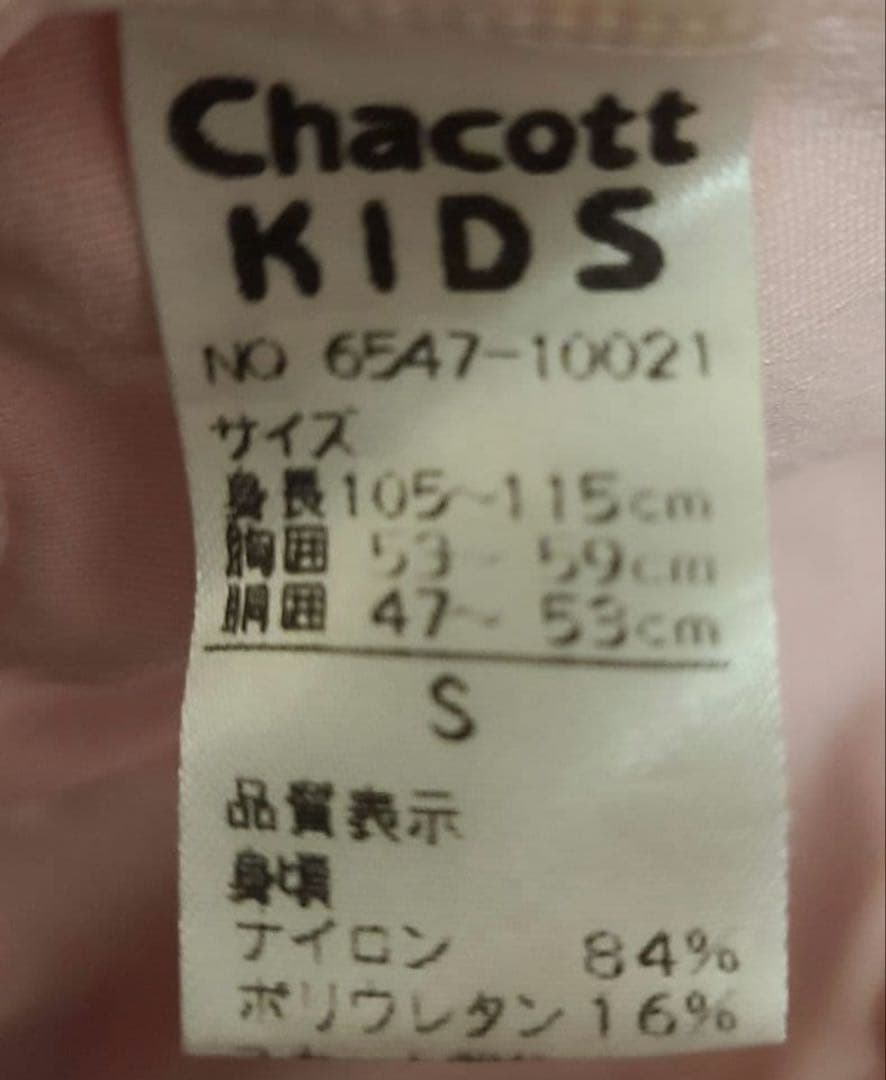 Chacott
KIDS
NO 6547-10021
サイズ
身長105〜115cm
胸囲 53〜59cm
胴囲 47〜53cm
S
品質表示
身頃
ナイロン 84%
ポリウレタン16%